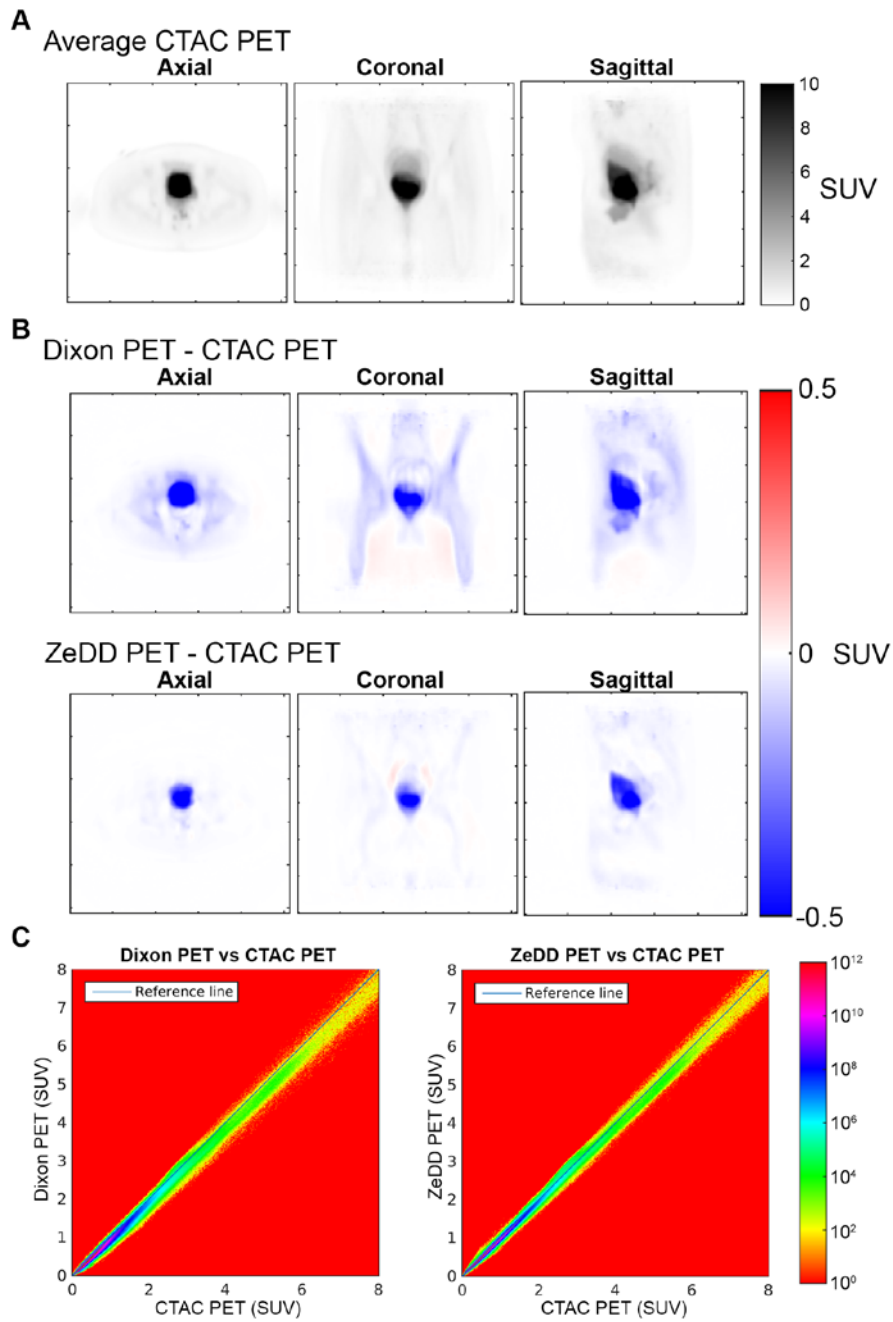 A
Average CTAC PET
Axial Coronal Sagittal
10
8
6
SUV
4
2
0
B
Dixon PET - CTAC PET
Axial Coronal Sagittal
0.5
0 SUV
ZeDD PET - CTAC PET
Axial Coronal Sagittal
-0.5
C
Dixon PET vs CTAC PET
Reference line
Dixon PET (SUV)
8
7
6
5
4
3
2
1
0
0 2 4 6 8
CTAC PET (SUV)
ZeDD PET vs CTAC PET
Reference line
ZeDD PET (SUV)
8
7
6
5
4
3
2
1
0
0 2 4 6 8
CTAC PET (SUV)
10¹²
10¹⁰
10⁸
10⁶
10⁴
10²
10⁰